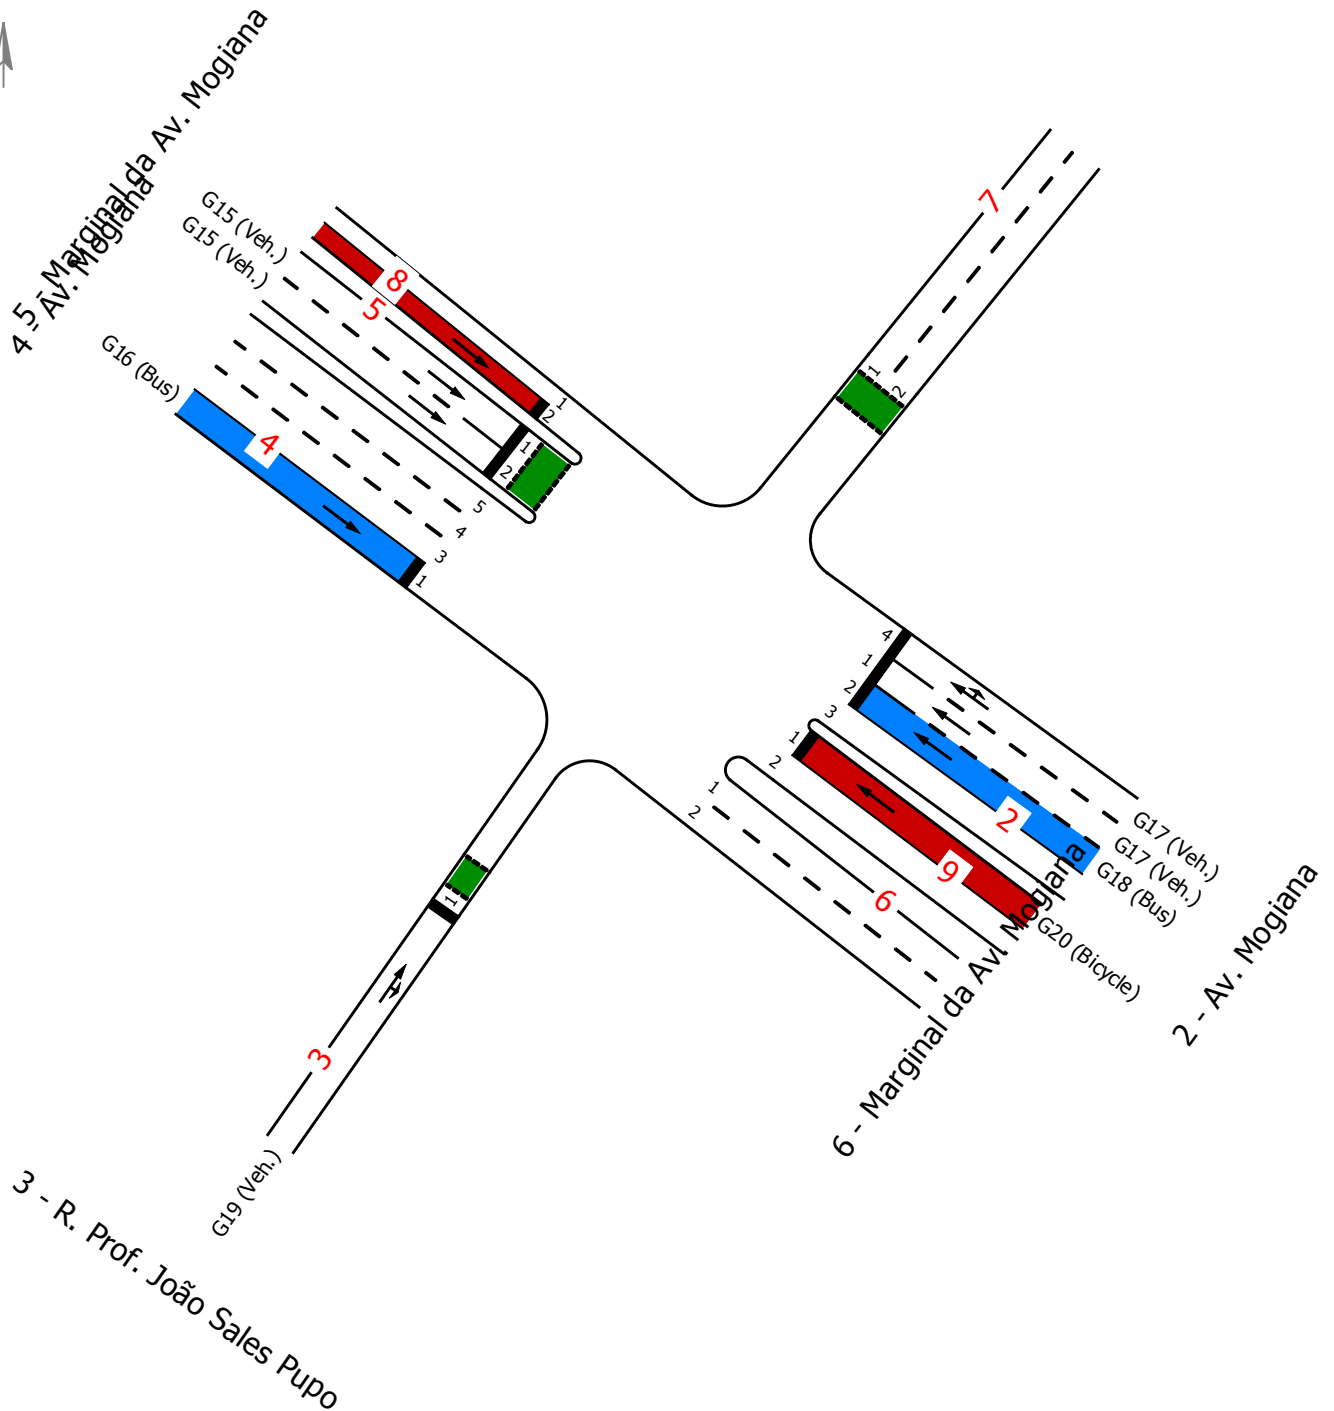 5 - Marginal da Av. Mogiana
4 - Av. Mogiana
7
G15 (Veh.)
G15 (Veh.)
8
5
G16 (Bus)
4
1
2
1
2
1
2
5
4
3
1
4
1
2
3
1
2
1
2
G17 (Veh.)
G17 (Veh.)
G18 (Bus)
2
9
G20 (Bicycle)
6
2 - Av. Mogiana
6 - Marginal da Av. Mogiana
1
3
G19 (Veh.)
3 - R. Prof. João Sales Pupo